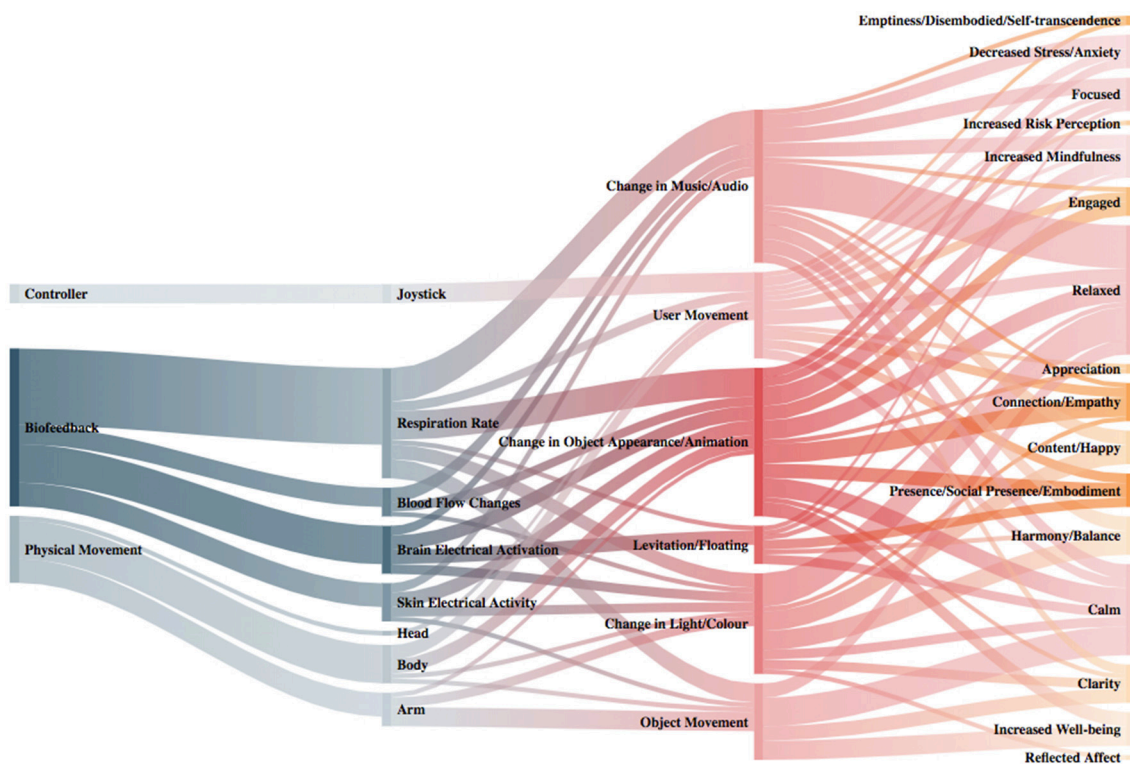 Controller
Biofeedback
Physical Movement
Joystick
Respiration Rate
Blood Flow Changes
Brain Electrical Activation
Skin Electrical Activity
Head
Body
Arm
Change in Music/Audio
User Movement
Change in Object Appearance/Animation
Levitation/Floating
Change in Light/Colour
Object Movement
Emptiness/Disembodied/Self-transcendence
Decreased Stress/Anxiety
Focused
Increased Risk Perception
Increased Mindfulness
Engaged
Relaxed
Appreciation
Connection/Empathy
Content/Happy
Presence/Social Presence/Embodiment
Harmony/Balance
Calm
Clarity
Increased Well-being
Reflected Affect